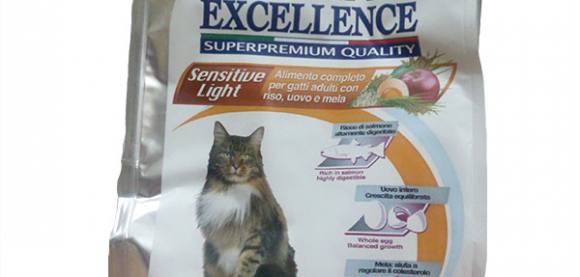 EXCELLENCE
SUPERPREMIUM QUALITY
Sensitive
Light
Alimento completo
per gatti adulti con
riso, uovo e mela
Ricco di salmone
altamente digeribile
Rich in salmon
highly digestible
Uovo intero
Crescita equilibrata
Whole egg
Balanced growth
Mela: aiuta a
regolare il colesterolo